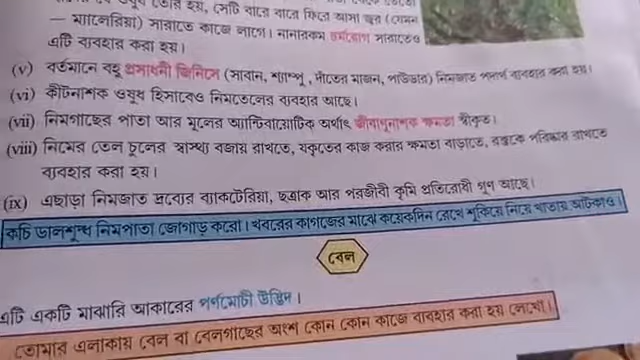 ওষুধ তৈরি হয়, সেটি বারে বারে ফিরে আসা জ্বর (যেমন
— ম্যালেরিয়া) সারাতে কাজে লাগে। নানারকম চর্মরোগ সারাতেও
এটি ব্যবহার করা হয়।
(v) বর্তমানে বহু প্রসাধনী জিনিসে (সাবান, শ্যাম্পু, দাঁতের মাজন, পাউডার) নিমজাত পদার্থ ব্যবহার করা হয়।
(vi) কীটনাশক ওষুধ হিসাবেও নিমতেলের ব্যবহার আছে।
(vii) নিমগাছের পাতা আর মূলের অ্যান্টিবায়োটিক অর্থাৎ জীবাণুনাশক ক্ষমতা স্বীকৃত।
(viii) নিমের তেল চুলের স্বাস্থ্য বজায় রাখতে, যকৃতের কাজ করার ক্ষমতা বাড়াতে, রক্তকে পরিষ্কার রাখতে
ব্যবহার করা হয়।
(ix) এছাড়া নিমজাত দ্রব্যের ব্যাকটেরিয়া, ছত্রাক আর পরজীবী কৃমি প্রতিরোধী গুণ আছে।
কচি ডালশুদ্ধ নিমপাতা জোগাড় করো। খবরের কাগজের মাঝে কয়েকদিন রেখে শুকিয়ে নিয়ে খাতায় আটকাও।
বেল
এটি একটি মাঝারি আকারের পর্ণমোচী উদ্ভিদ।
তোমার এলাকায় বেল বা বেলগাছের অংশ কোন কোন কাজে ব্যবহার করা হয় লেখো।